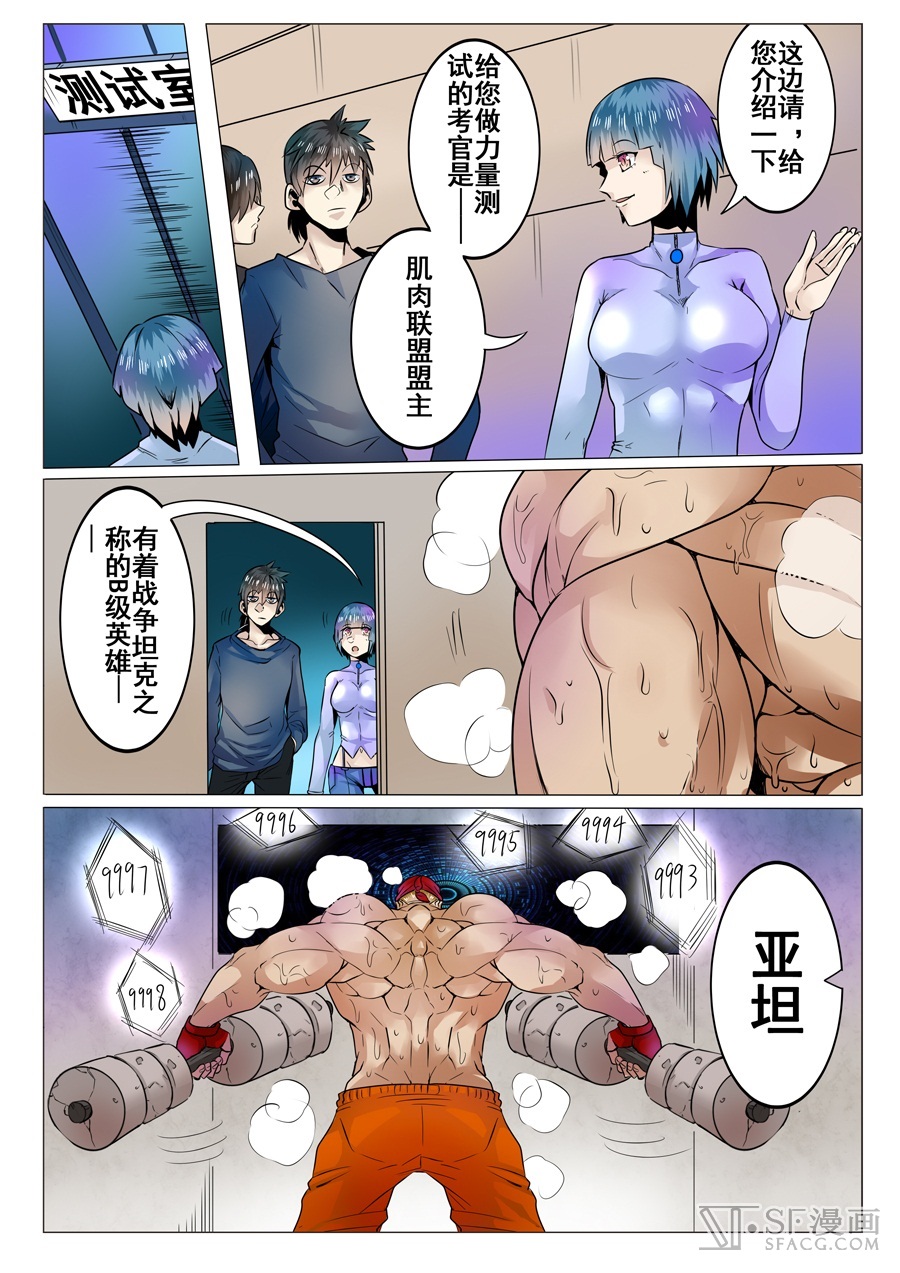 测试室
这边请，给
您介绍一下
给您做力量测
试的考官是——
肌肉联盟盟主
有着战争坦克之
称的B级英雄——
—
9996
9995
9994
9997
9993
9998
亚坦
SF漫画
SFACG.COM